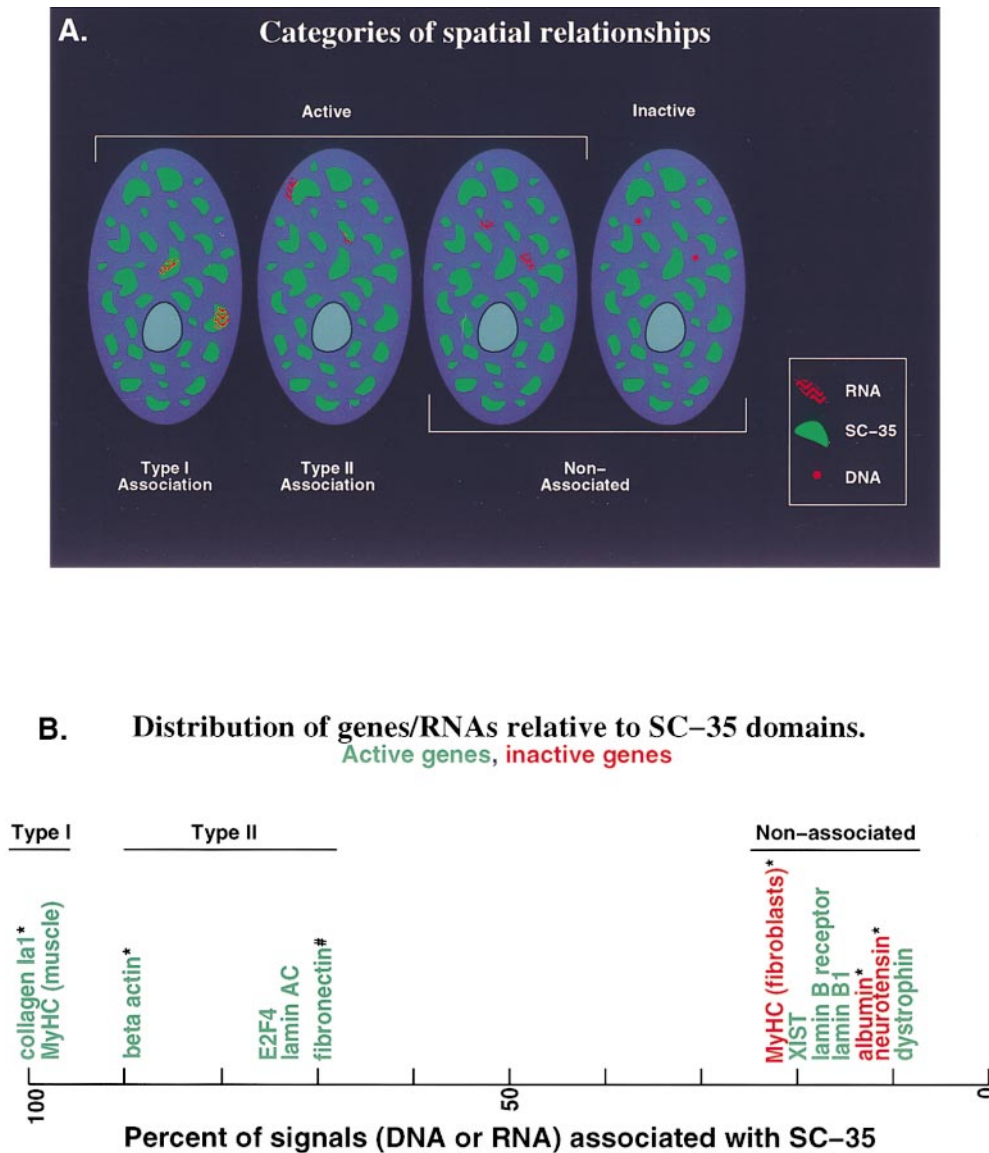 A.
Categories of spatial relationships
Active
Inactive
Type I
Association
Type II
Association
Non–
Associated
RNA
SC–35
DNA
B.
Distribution of genes/RNAs relative to SC–35 domains.
Active genes, inactive genes
Type I
Type II
Non–associated
collagen Ia1*
MyHC (muscle)
beta actin*
E2F4
lamin AC
fibronectin#
MyHC (fibroblasts)*
XIST
lamin B receptor
lamin B1
albumin*
neurotensin*
dystrophin
100
50
0
Percent of signals (DNA or RNA) associated with SC–35